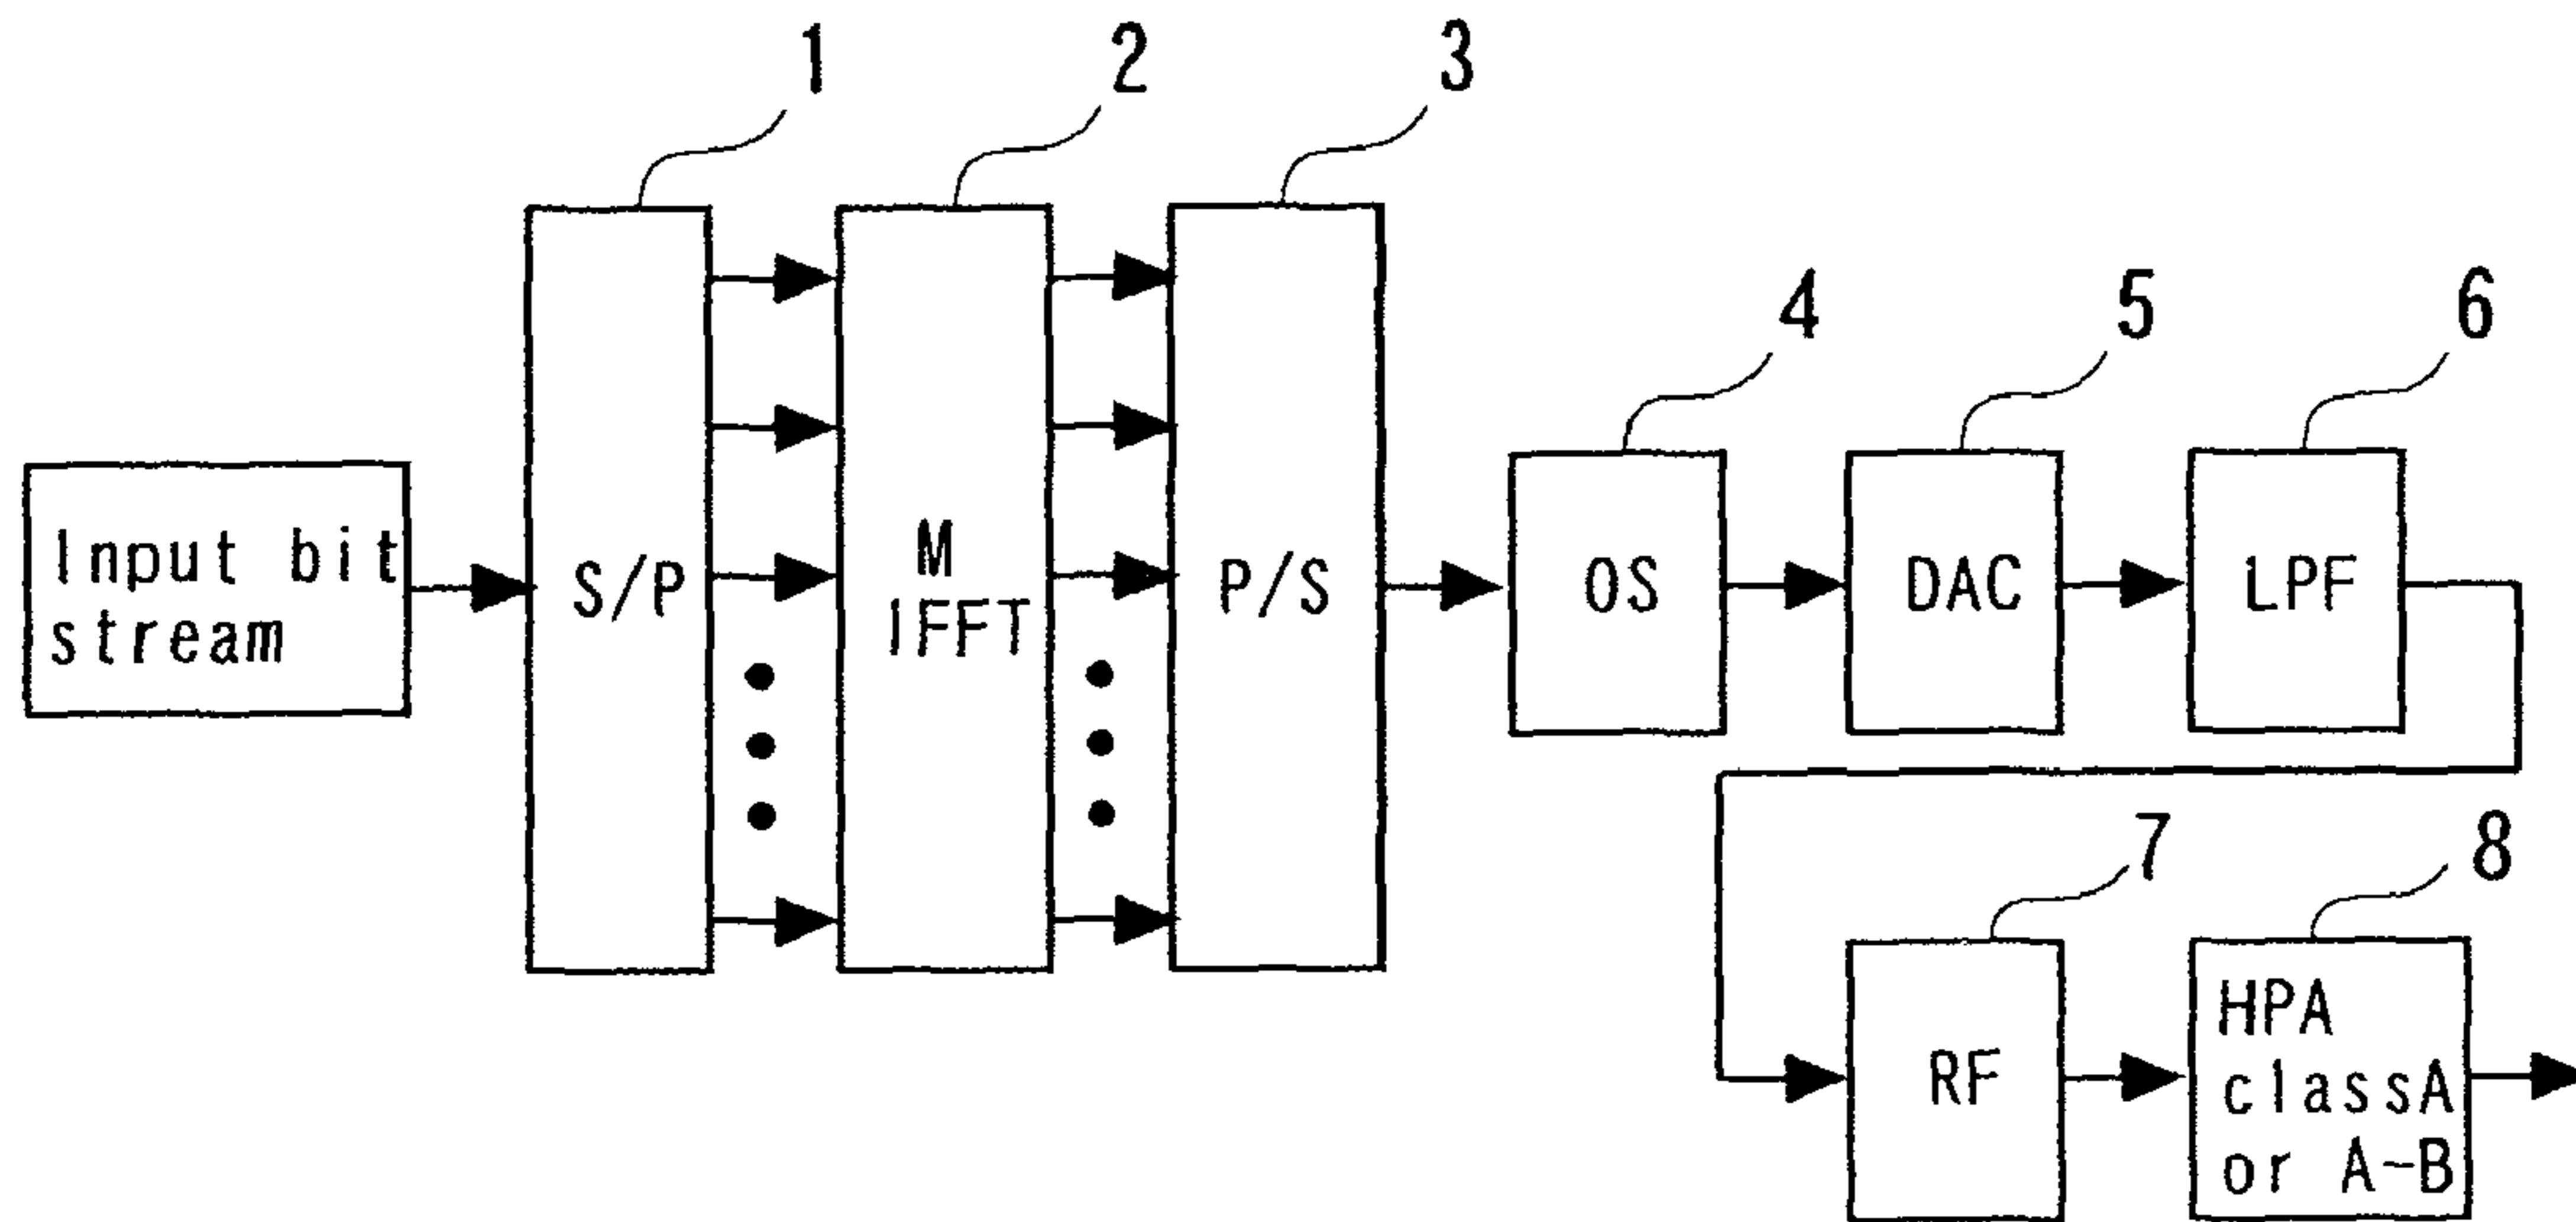 1
2
3
4
5
6
Input bit
stream
S/P
M
IFFT
P/S
OS
DAC
LPF
7
8
RF
HPA
classA
or A-B